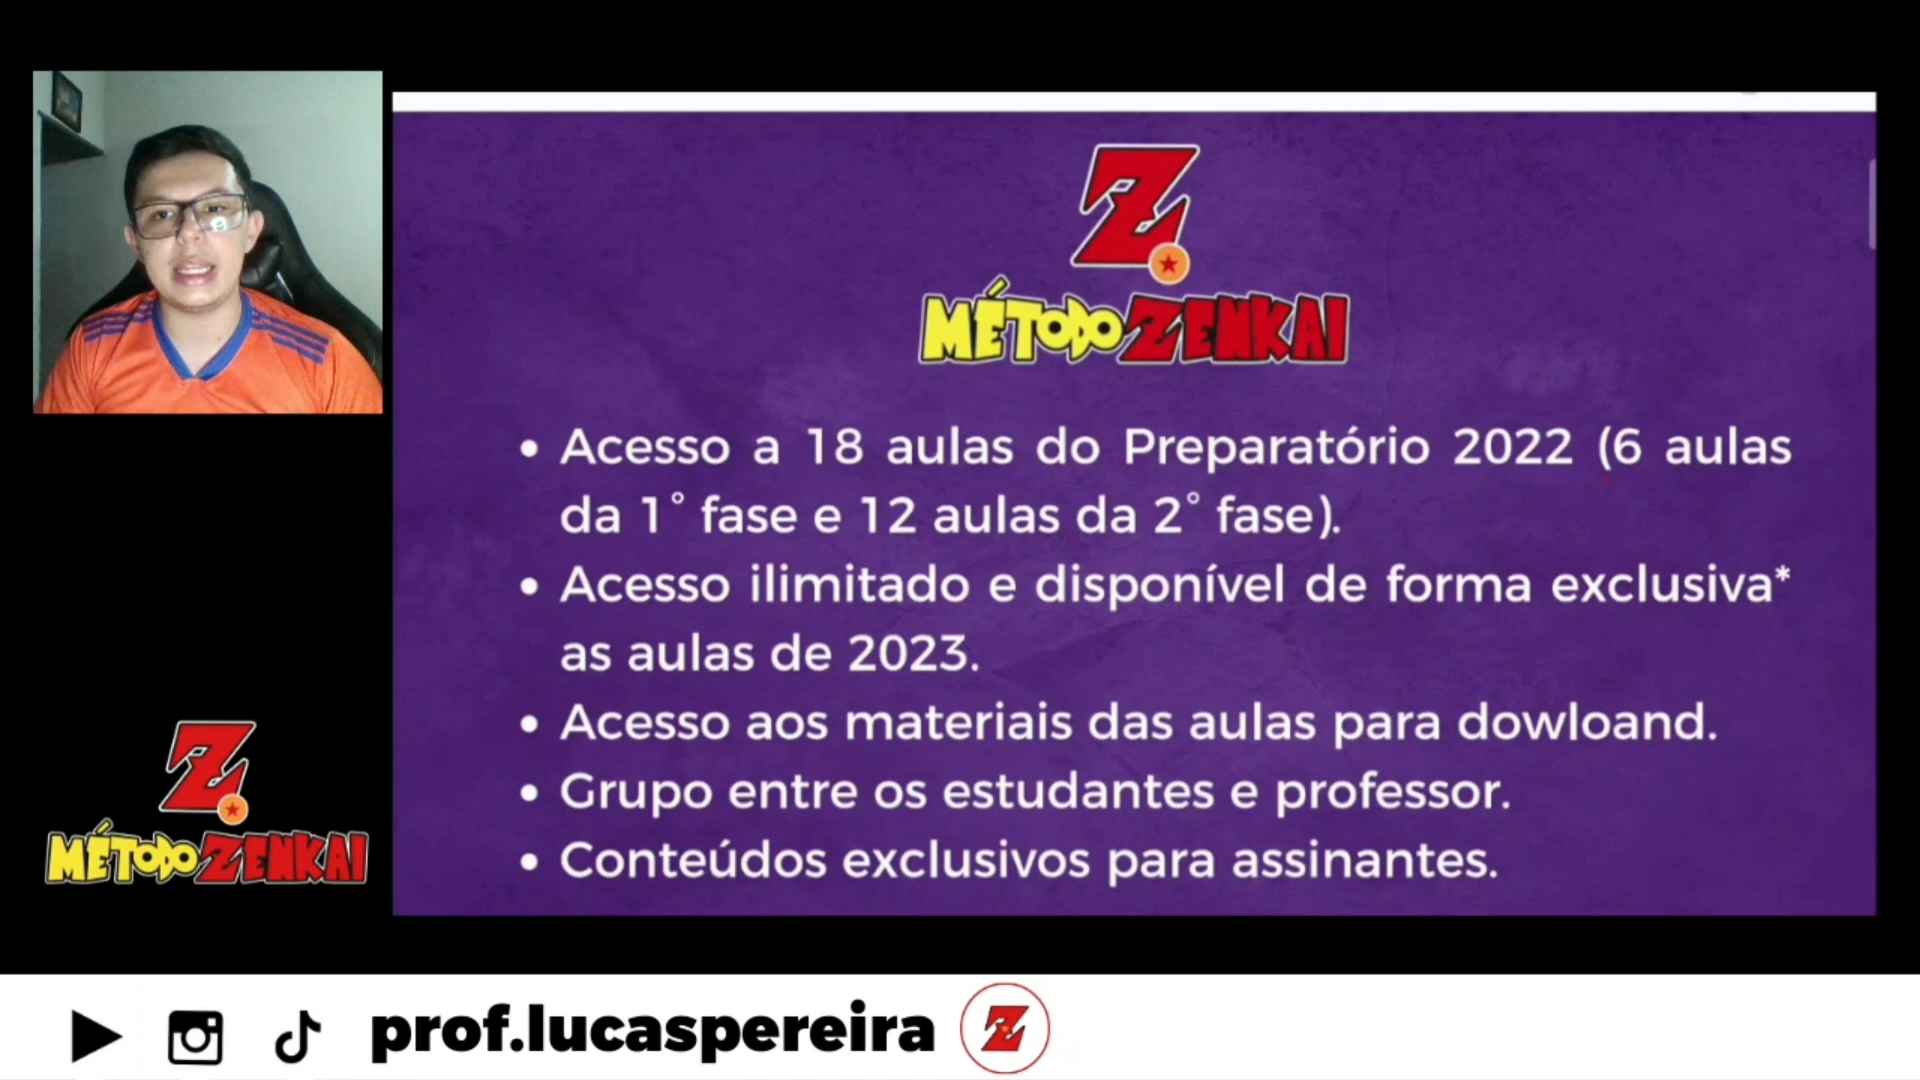 Z
MÉTODO ZENKAI
• Acesso a 18 aulas do Preparatório 2022 (6 aulas
da 1° fase e 12 aulas da 2° fase).
• Acesso ilimitado e disponível de forma exclusiva*
as aulas de 2023.
• Acesso aos materiais das aulas para dowloand.
• Grupo entre os estudantes e professor.
• Conteúdos exclusivos para assinantes.
Z
MÉTODO ZENKAI
prof.lucaspereira Z